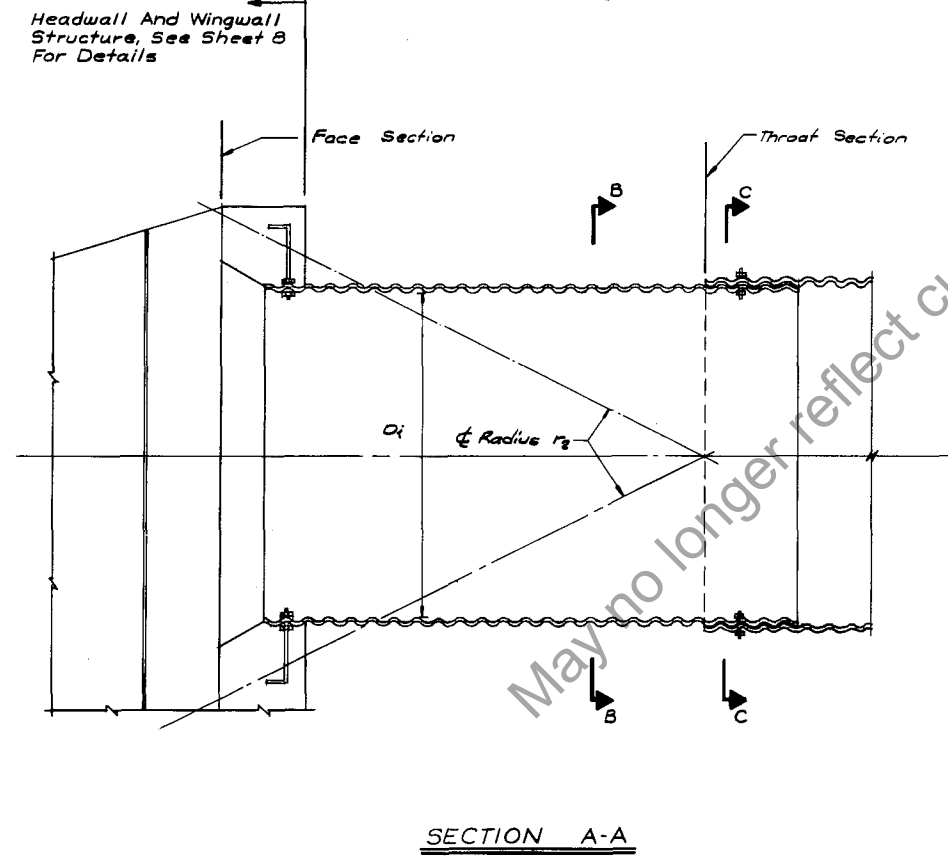 Headwall And Wingwall
Structure, See Sheet 8
For Details
Face Section
Throat Section
B
C
Di
℄ Radius r2
May no longer reflect cu
B
C
SECTION A-A